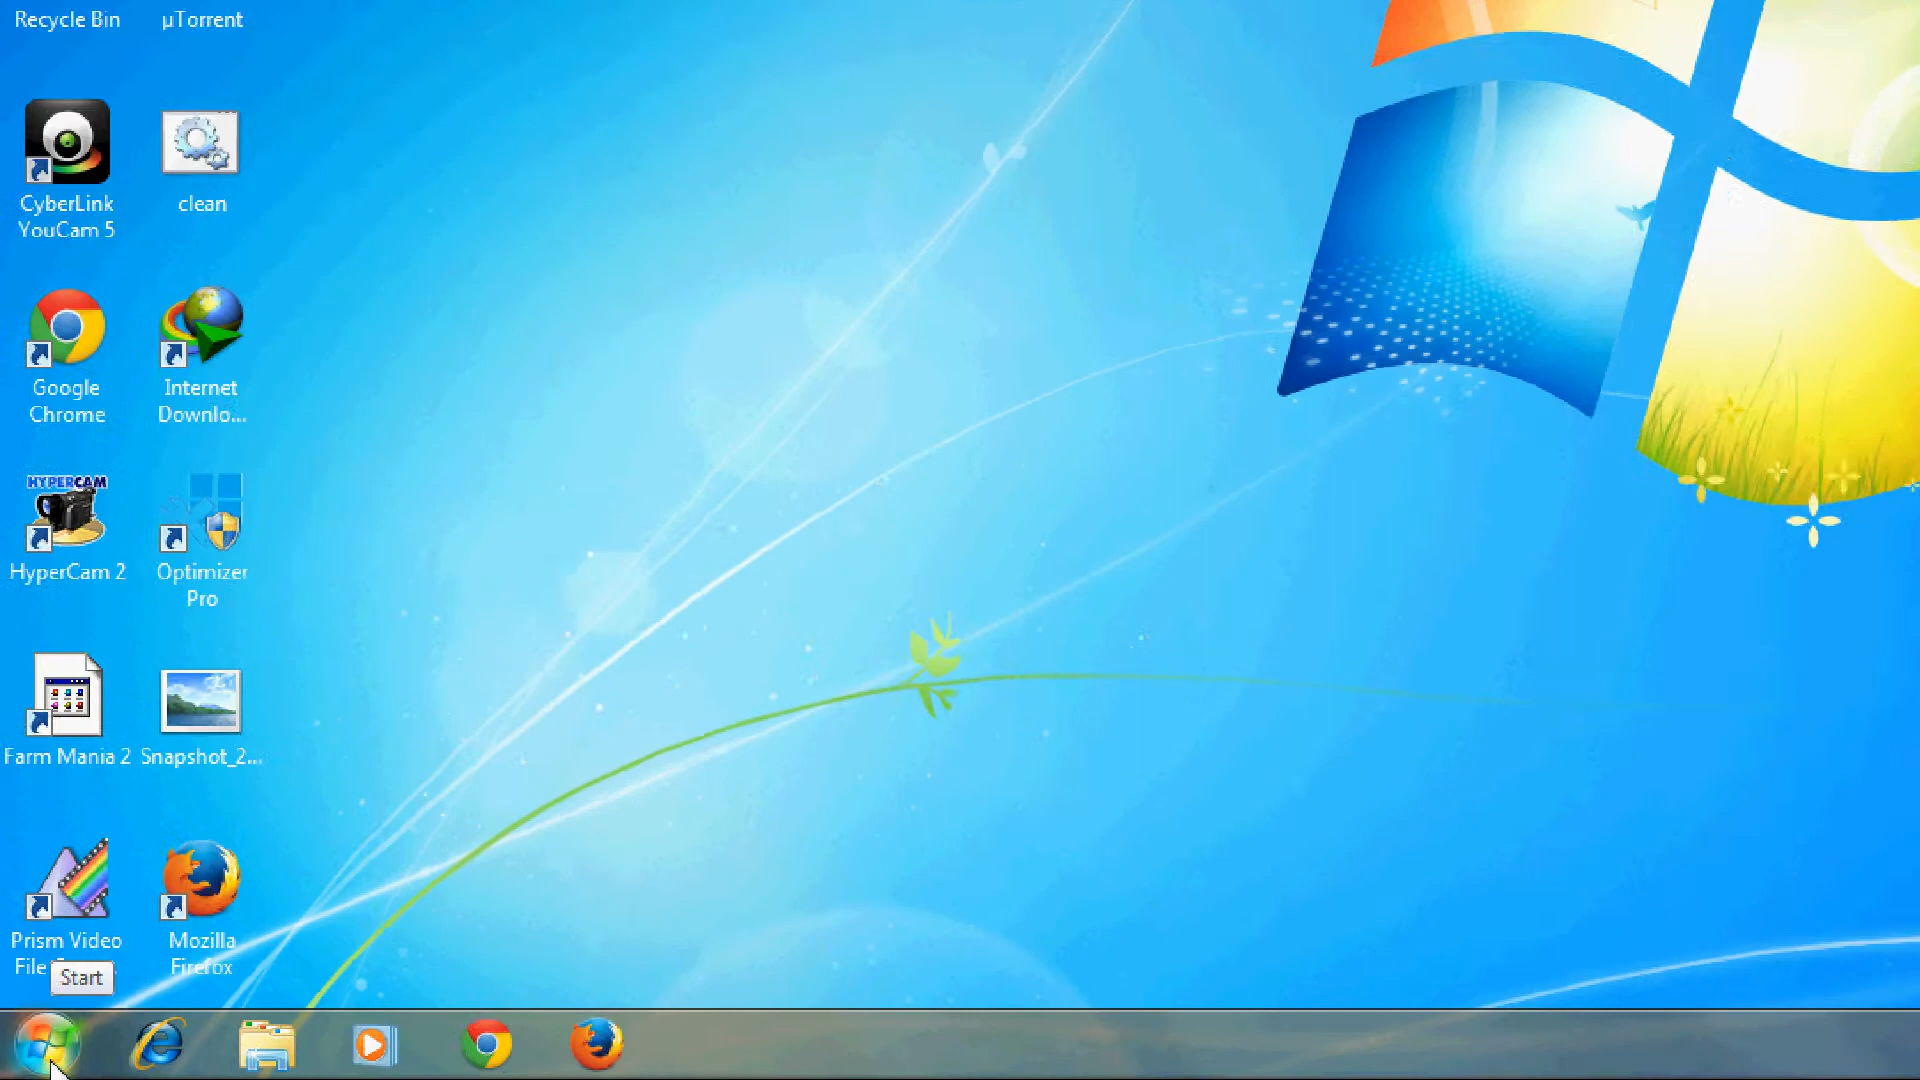 Recycle Bin
µTorrent
CyberLink
YouCam 5
clean
Google
Chrome
Internet
Downlo...
HYPERCAM
HyperCam 2
Optimizer
Pro
Farm Mania 2
Snapshot_2...
Prism Video
File
Mozilla
Firefox
Start